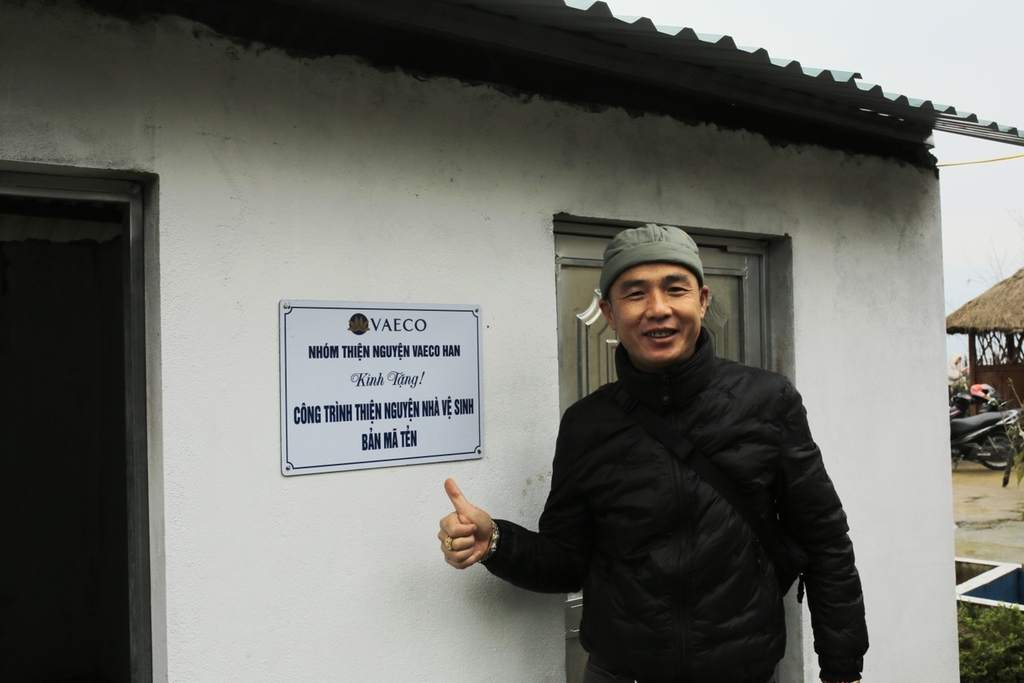 VAECO
NHÓM THIỆN NGUYỆN VAECO HAN
Kính Tặng!
CÔNG TRÌNH THIỆN NGUYỆN NHÀ VỆ SINH
BẢN MÃ TẺN